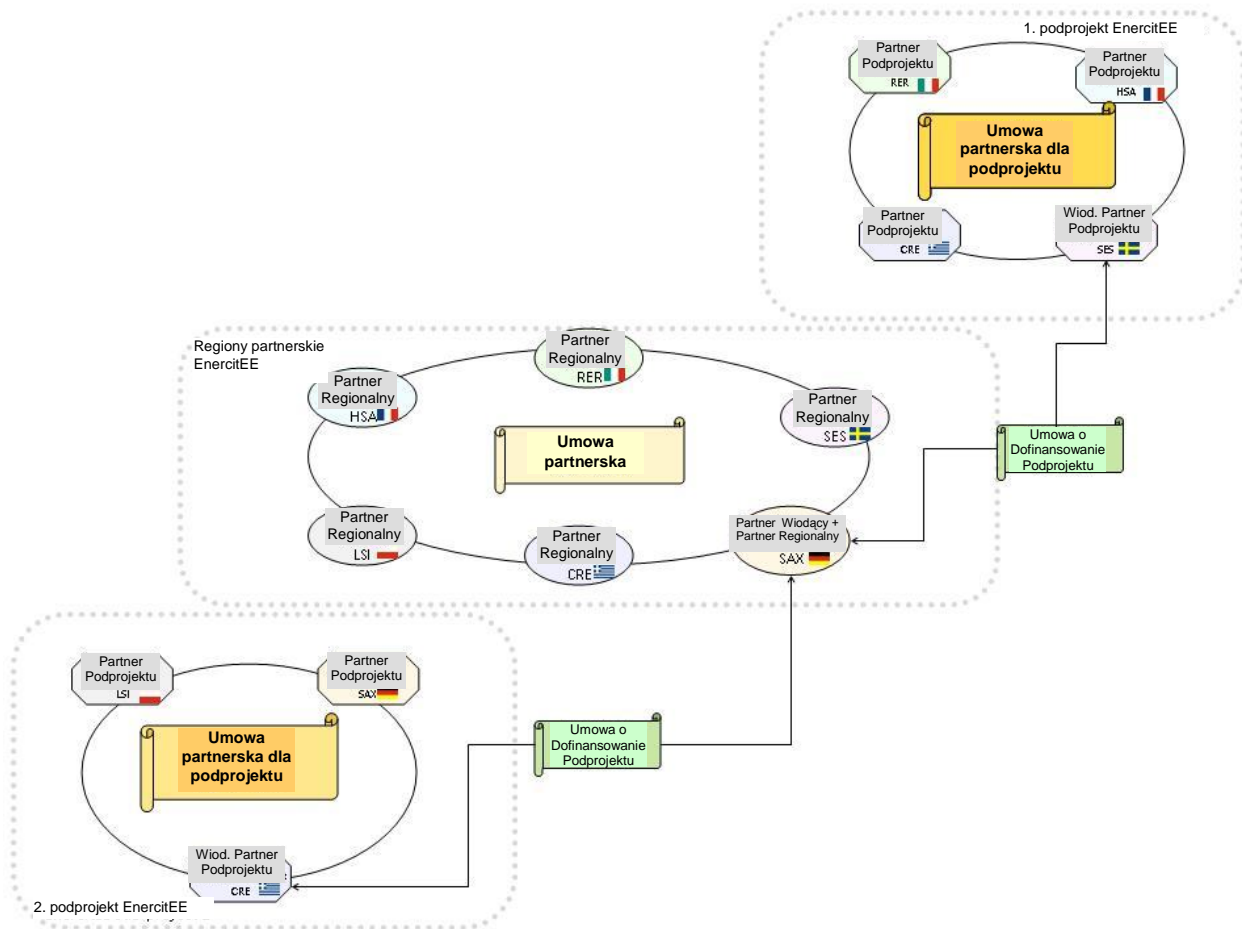 1. podprojekt EnercitEE
Partner
Podprojektu
RER
Partner
Podprojektu
HSA
Umowa
partnerska dla
podprojektu
Partner
Podprojektu
CRE
Wiod. Partner
Podprojektu
SES
Regiony partnerskie
EnercitEE
Partner
Regionalny
RER
Partner
Regionalny
HSA
Partner
Regionalny
SES
Umowa
partnerska
Umowa o
Dofinansowanie
Podprojektu
Partner
Regionalny
LSI
Partner
Regionalny
CRE
Partner Wiodący +
Partner Regionalny
SAX
Partner
Podprojektu
LSI
Partner
Podprojektu
SAX
Umowa
partnerska dla
podprojektu
Umowa o
Dofinansowanie
Podprojektu
Wiod. Partner
Podprojektu
CRE
2. podprojekt EnercitEE